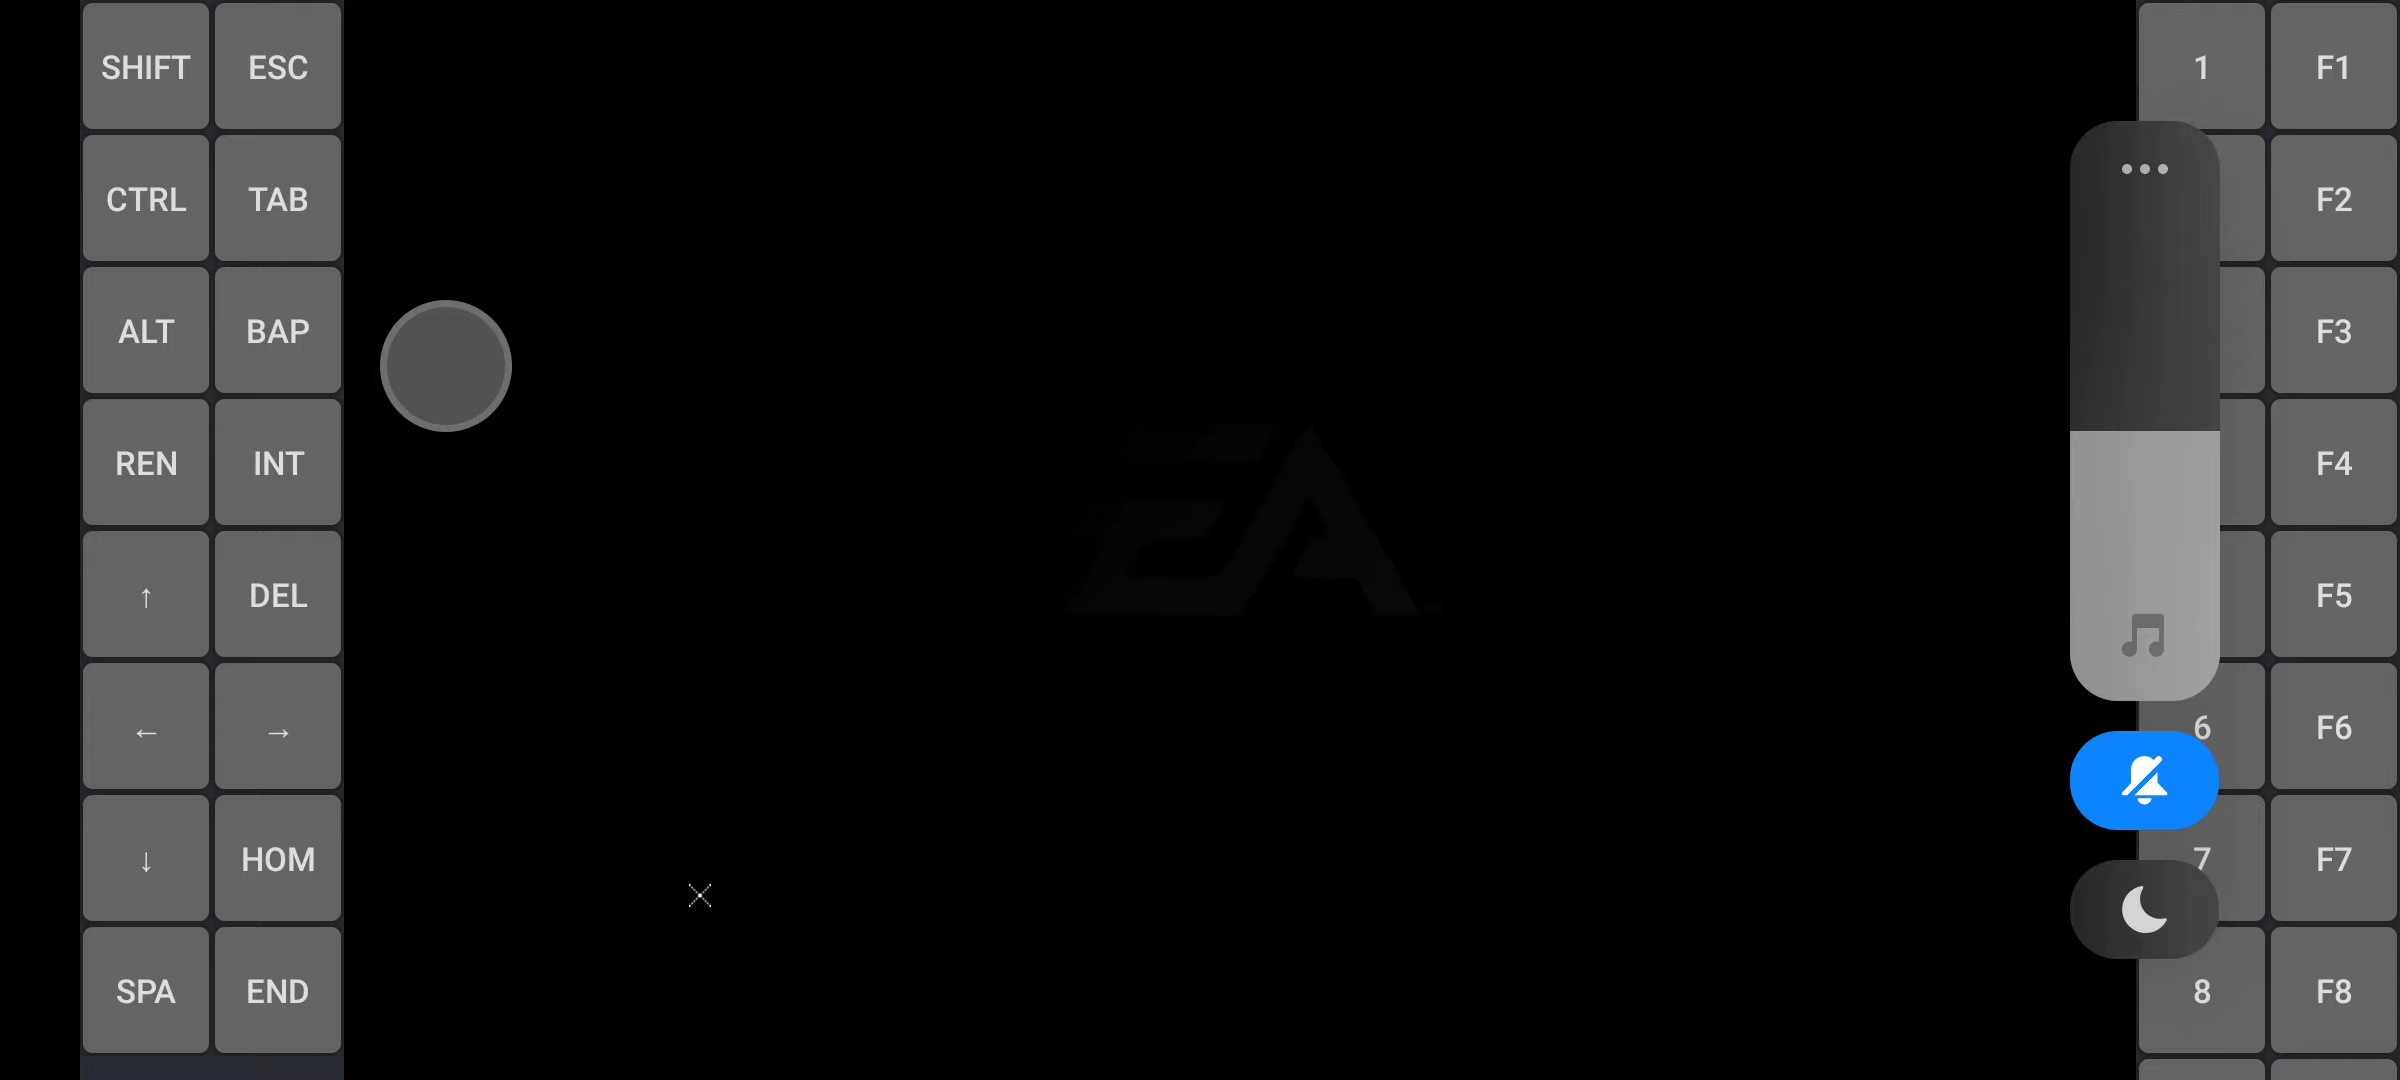 SHIFT ESC
CTRL TAB
ALT BAP
REN INT
↑ DEL
← →
↓ HOM
SPA END
EA
1 F1
F2
F3
F4
F5
6 F6
7 F7
8 F8